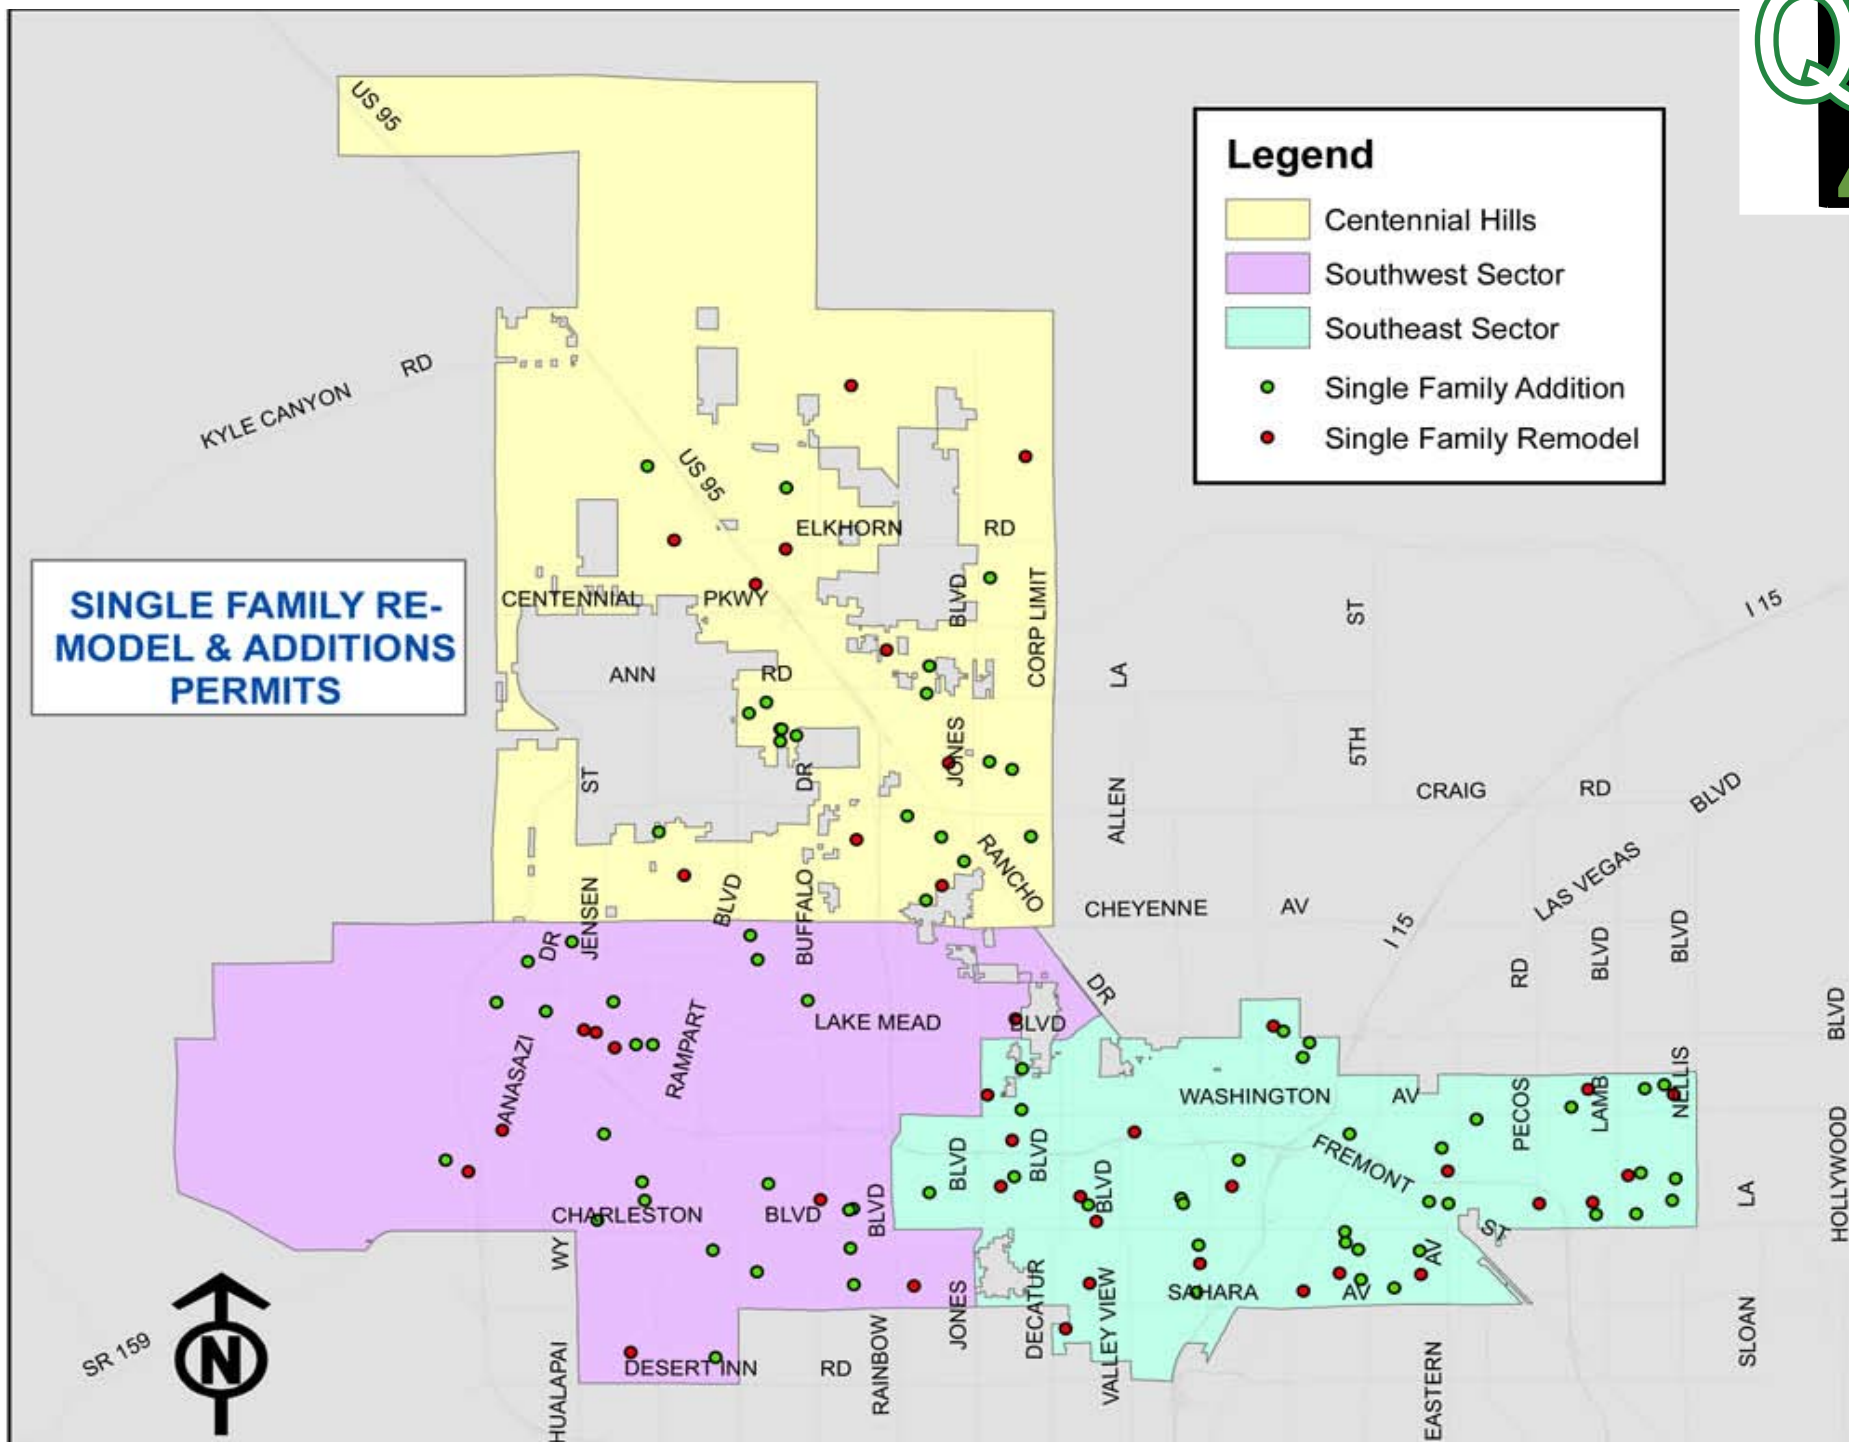 Q
US 95
Legend
Centennial Hills
Southwest Sector
Southeast Sector
Single Family Addition
Single Family Remodel
KYLE CANYON RD
US 95
ELKHORN RD
SINGLE FAMILY RE-
MODEL & ADDITIONS
PERMITS
CENTENNIAL PKWY
BLVD
CORP LIMIT
ST
I 15
ANN RD
LA
JONES
5TH
ST
DR
ALLEN
CRAIG RD
BLVD
RANCHO
LAS VEGAS
JENSEN
BLVD
BUFFALO
CHEYENNE AV
I 15
DR
RD
BLVD
BLVD
DR
BLVD
LAKE MEAD BLVD
ANASAZI
RAMPART
WASHINGTON AV
PECOS
LAMB
NELLIS
HOLLYWOOD
BLVD
BLVD
BLVD
FREMONT
ST
LA
CHARLESTON BLVD
BLVD
WY
AV
SAHARA AV
JONES
DECATUR
VALLEY VIEW
SLOAN
SR 159
N
HUALAPAI
DESERT INN RD
RAINBOW
EASTERN